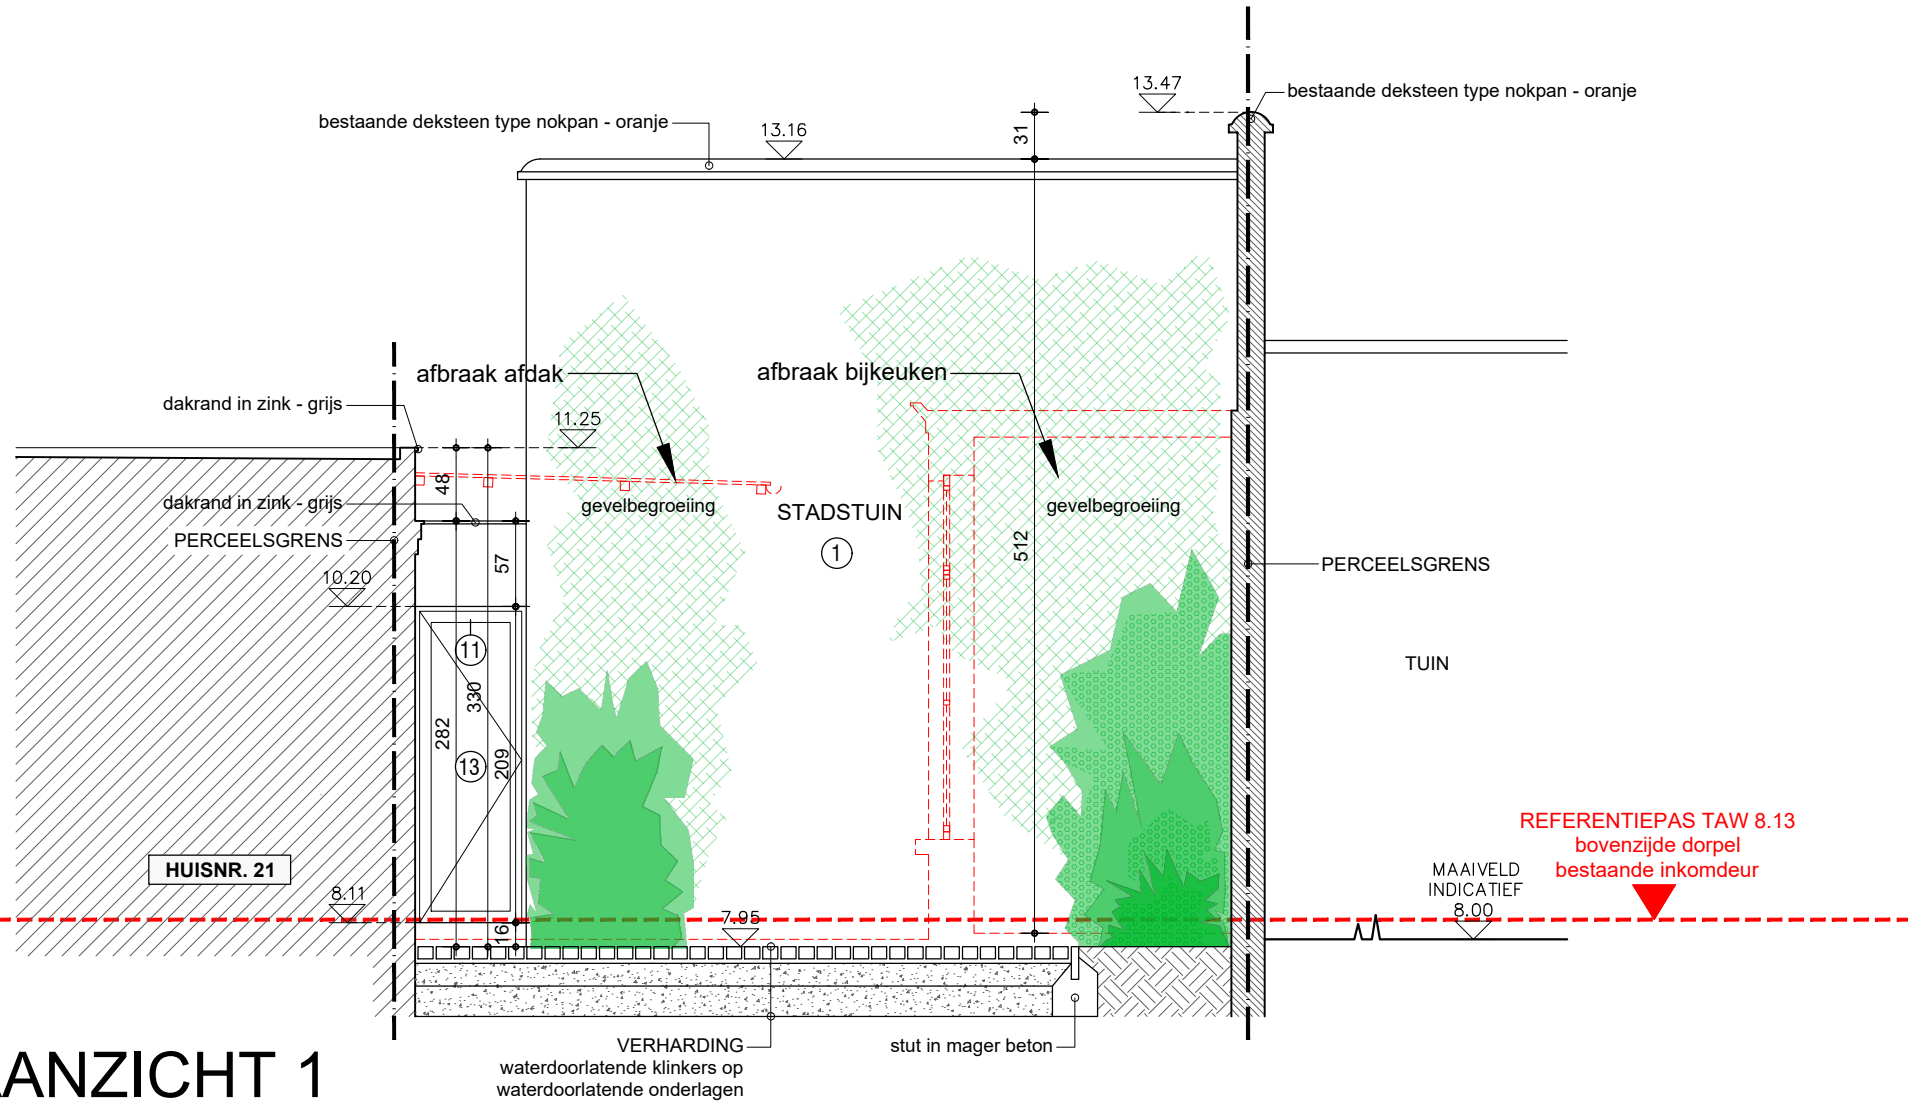 13.47
bestaande deksteen type nokpan - oranje
bestaande deksteen type nokpan - oranje
13.16
31
afbraak afdak
afbraak bijkeuken
dakrand in zink - grijs
11.25
48
dakrand in zink - grijs
gevelbegroeiing
STADSTUIN
1
gevelbegroeiing
PERCEELSGRENS
512
57
PERCEELSGRENS
10.20
11
TUIN
330
282
13
209
REFERENTIEPAS TAW 8.13
bovenzijde dorpel
bestaande inkomdeur
HUISNR. 21
MAAIVELD
INDICATIEF
8.00
8.11
7.95
16
VERHARDING
waterdoorlatende klinkers op
waterdoorlatende onderlagen
stut in mager beton
AANZICHT 1